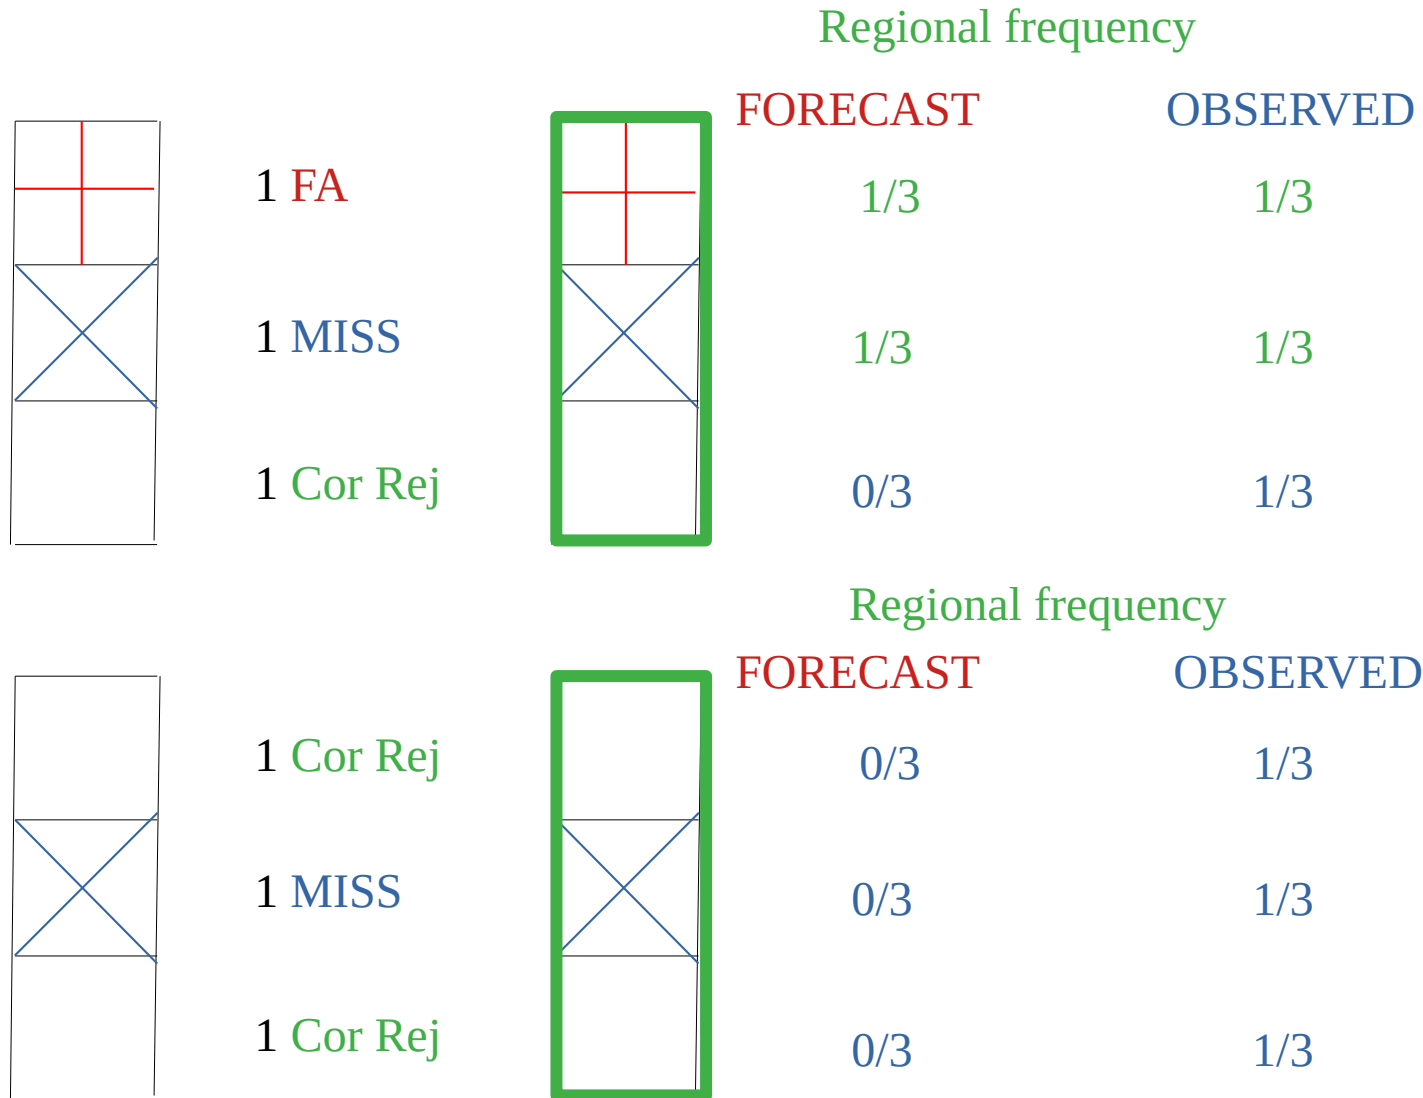 Regional frequency
FORECAST OBSERVED
1 FA 1/3 1/3
1 MISS 1/3 1/3
1 Cor Rej 0/3 1/3
Regional frequency
FORECAST OBSERVED
1 Cor Rej 0/3 1/3
1 MISS 0/3 1/3
1 Cor Rej 0/3 1/3